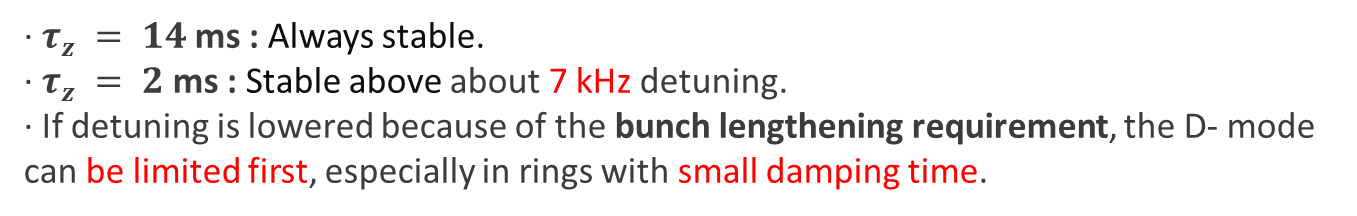 · τz = 14 ms : Always stable.
· τz = 2 ms : Stable above about 7 kHz detuning.
· If detuning is lowered because of the bunch lengthening requirement, the D- mode
can be limited first, especially in rings with small damping time.